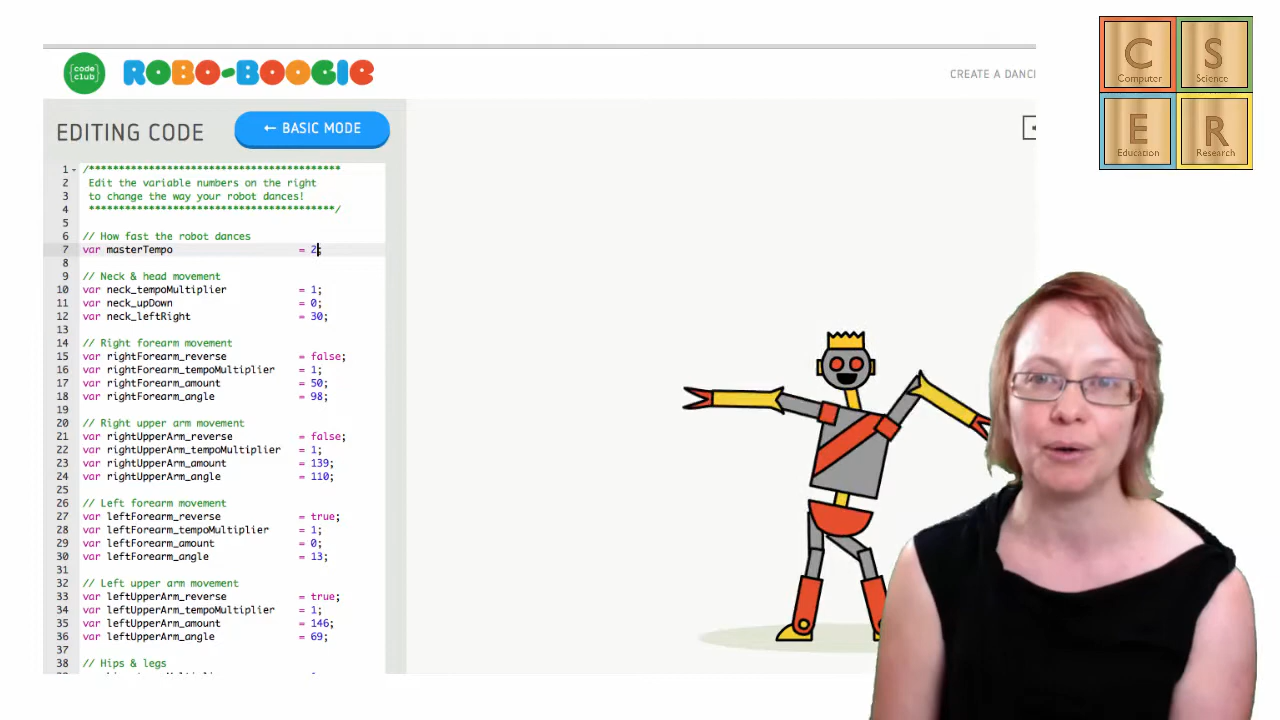 code club
ROBO-BOOGIE
CREATE A DANCI
C Computer
S Science
E Education
R Research
EDITING CODE
← BASIC MODE
1 /******************************************
2 Edit the variable numbers on the right
3 to change the way your robot dances!
4 *****************************************/
5
6 // How fast the robot dances
7 var masterTempo = 2;
8
9 // Neck & head movement
10 var neck_tempoMultiplier = 1;
11 var neck_upDown = 0;
12 var neck_leftRight = 30;
13
14 // Right forearm movement
15 var rightForearm_reverse = false;
16 var rightForearm_tempoMultiplier = 1;
17 var rightForearm_amount = 50;
18 var rightForearm_angle = 98;
19
20 // Right upper arm movement
21 var rightUpperArm_reverse = false;
22 var rightUpperArm_tempoMultiplier = 1;
23 var rightUpperArm_amount = 139;
24 var rightUpperArm_angle = 110;
25
26 // Left forearm movement
27 var leftForearm_reverse = true;
28 var leftForearm_tempoMultiplier = 1;
29 var leftForearm_amount = 0;
30 var leftForearm_angle = 13;
31
32 // Left upper arm movement
33 var leftUpperArm_reverse = true;
34 var leftUpperArm_tempoMultiplier = 1;
35 var leftUpperArm_amount = 146;
36 var leftUpperArm_angle = 69;
37
38 // Hips & legs